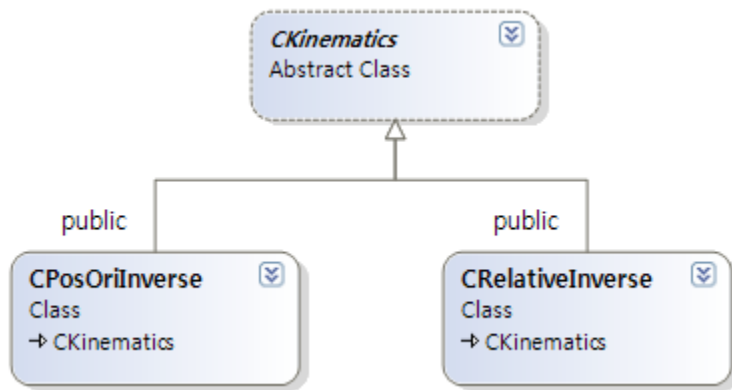 CKinematics
Abstract Class
public
public
CPosOriInverse
Class
CKinematics
CRelativeInverse
Class
CKinematics